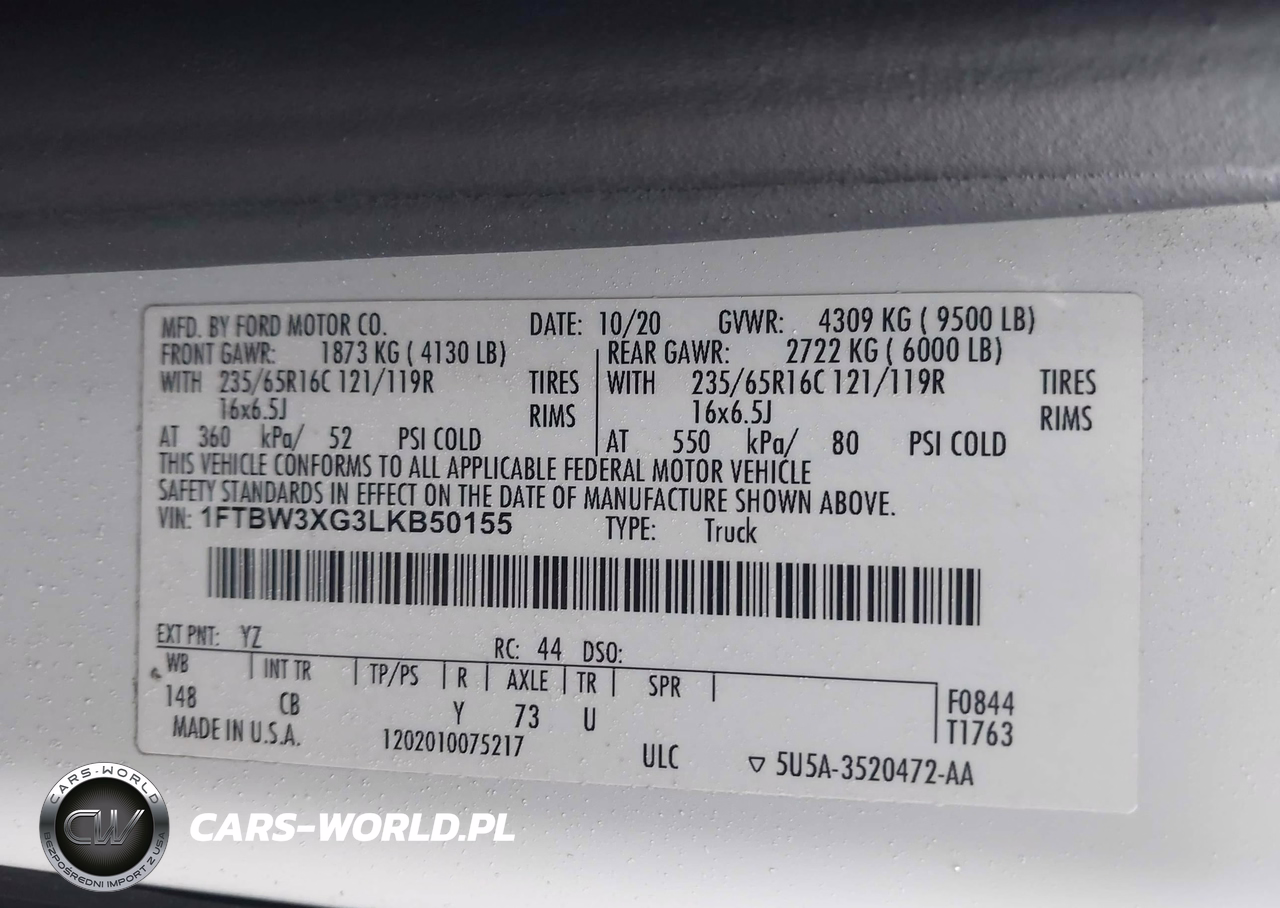 MFD. BY FORD MOTOR CO. DATE: 10/20 GVWR: 4309 KG ( 9500 LB)
FRONT GAWR: 1873 KG ( 4130 LB) REAR GAWR: 2722 KG ( 6000 LB)
WITH 235/65R16C 121/119R TIRES WITH 235/65R16C 121/119R TIRES
16x6.5J RIMS 16x6.5J RIMS
AT 360 kPa/ 52 PSI COLD AT 550 kPa/ 80 PSI COLD
THIS VEHICLE CONFORMS TO ALL APPLICABLE FEDERAL MOTOR VEHICLE
SAFETY STANDARDS IN EFFECT ON THE DATE OF MANUFACTURE SHOWN ABOVE.
VIN: 1FTBW3XG3LKB50155 TYPE: Truck
EXT PNT: YZ RC: 44 DSO:
WB INT TR TP/PS R AXLE TR SPR F0844
148 CB Y 73 U T1763
MADE IN U.S.A. 1202010075217 ULC ▽ 5U5A-3520472-AA
CARS-WORLD
CW
BEZPOŚREDNI IMPORT Z USA
CARS-WORLD.PL